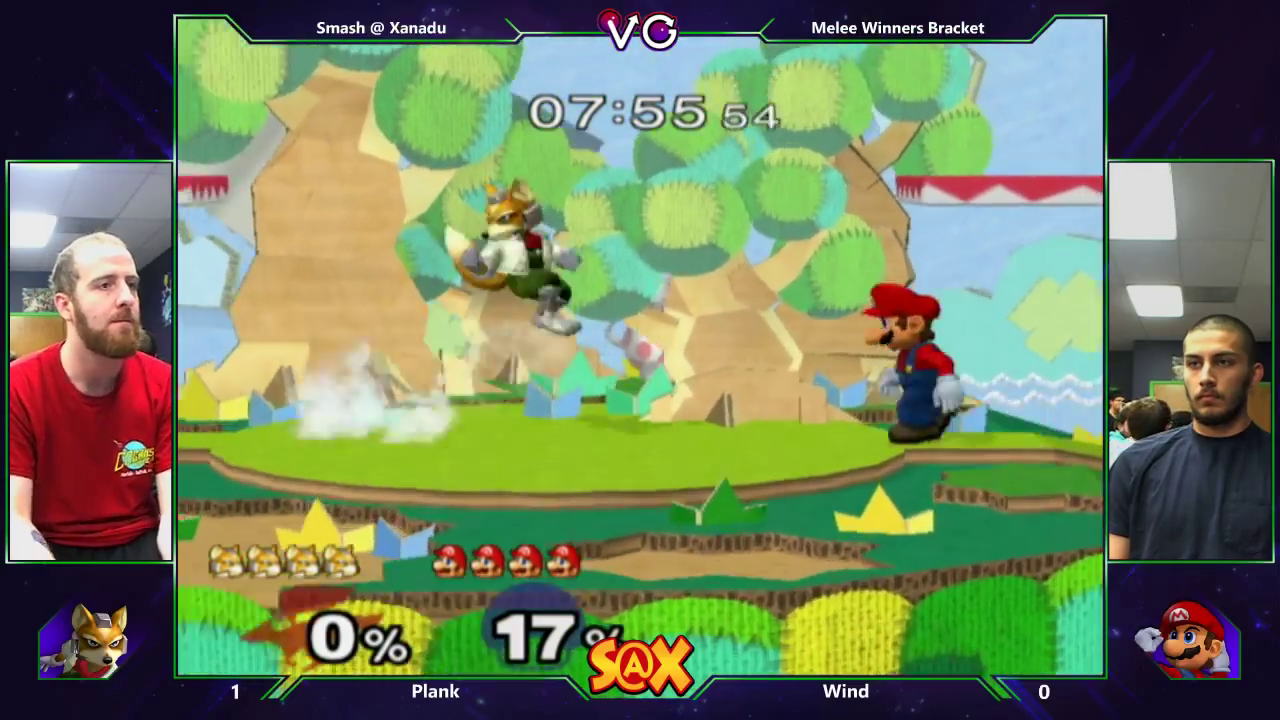 Smash @ Xanadu
VG
Melee Winners Bracket
07:55 54
0%
17%
S@X
1
Plank
Wind
0
M